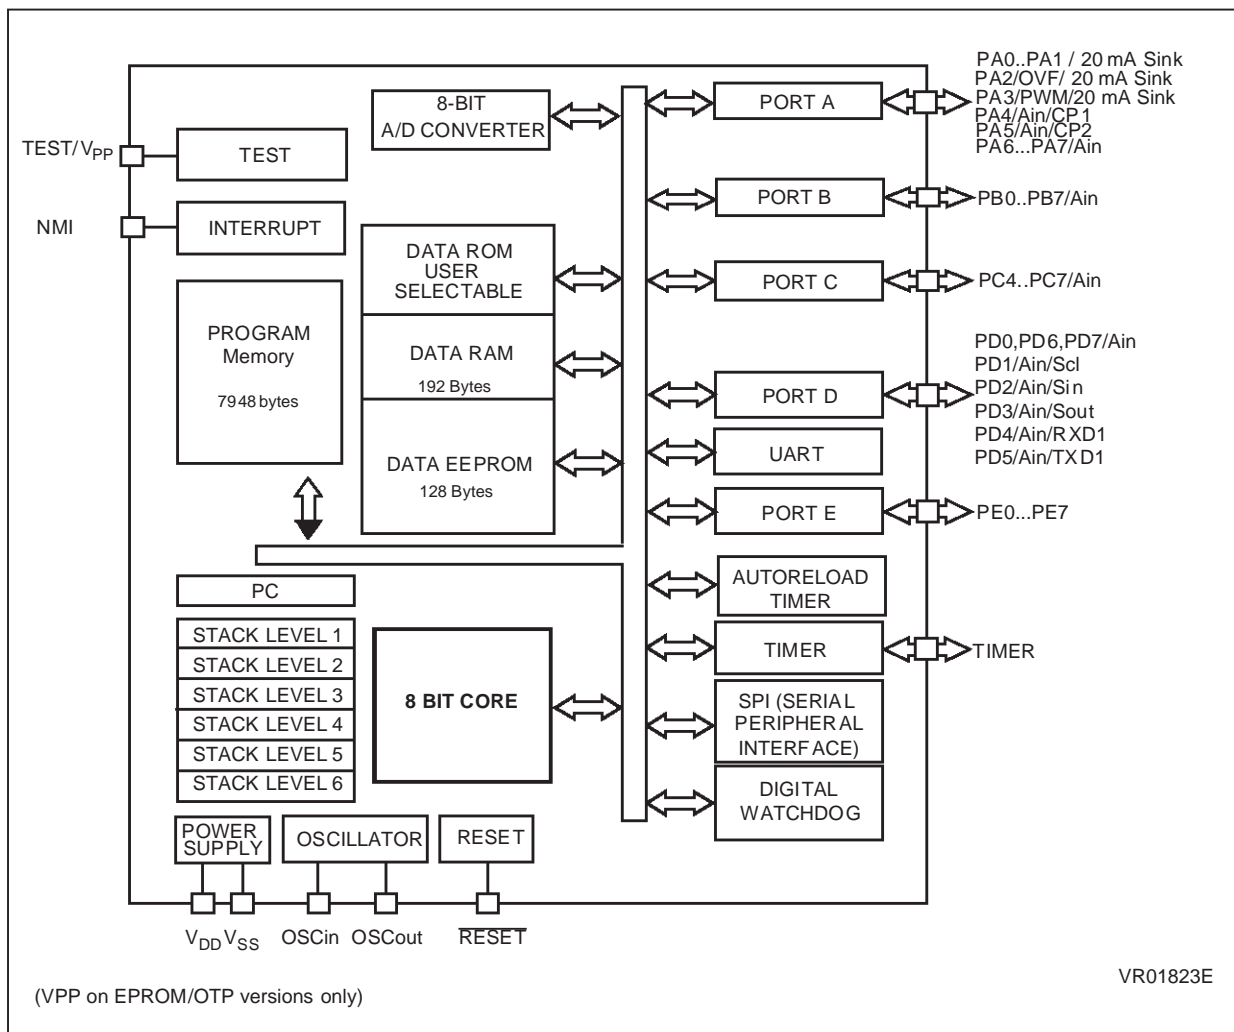 8-BIT
A/D CONVERTER
PORT A
PA0..PA1 / 20 mA Sink
PA2/OVF/ 20 mA Sink
PA3/PWM/20 mA Sink
PA4/Ain/CP1
PA5/Ain/CP2
PA6...PA7/Ain
TEST/VPP
TEST
NMI
INTERRUPT
PORT B
PB0..PB7/Ain
DATA ROM
USER
SELECTABLE
PORT C
PC4..PC7/Ain
PROGRAM
Memory
7948 bytes
DATA RAM
192 Bytes
PORT D
PD0,PD6,PD7/Ain
PD1/Ain/Scl
PD2/Ain/Sin
PD3/Ain/Sout
PD4/Ain/RXD1
PD5/Ain/TXD1
DATA EEPROM
128 Bytes
UART
PORT E
PE0...PE7
PC
AUTORELOAD
TIMER
STACK LEVEL 1
STACK LEVEL 2
STACK LEVEL 3
STACK LEVEL 4
STACK LEVEL 5
STACK LEVEL 6
8 BIT CORE
TIMER
TIMER
SPI (SERIAL
PERIPHERAL
INTERFACE)
DIGITAL
WATCHDOG
POWER
SUPPLY
OSCILLATOR
RESET
VDD VSS
OSCin
OSCout
RESET
(VPP on EPROM/OTP versions only)
VR01823E